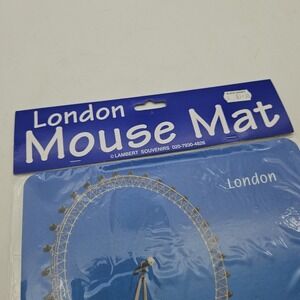 London
Mouse Mat
© LAMBERT SOUVENIRS 020-7930-4826
London